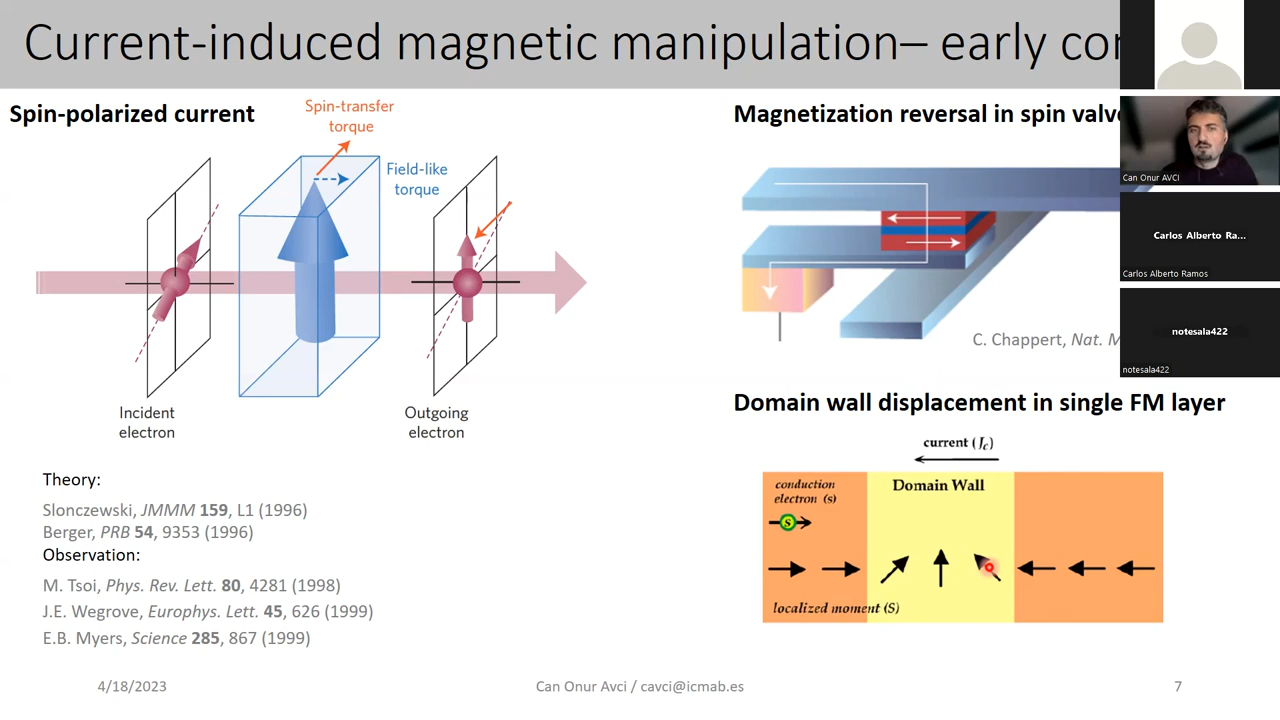 Current-induced magnetic manipulation– early
Spin-polarized current
Spin-transfer
torque
Field-like
torque
Incident
electron
Outgoing
electron
Theory:
Slonczewski, JMMM 159, L1 (1996)
Berger, PRB 54, 9353 (1996)
Observation:
M. Tsoi, Phys. Rev. Lett. 80, 4281 (1998)
J.E. Wegrove, Europhys. Lett. 45, 626 (1999)
E.B. Myers, Science 285, 867 (1999)
Magnetization reversal in spin
C. Chappert, Nat.
Domain wall displacement in single FM layer
current (Jc)
conduction
electron (s)
Domain Wall
S
localized moment (S)
Can Onur AVCI
Carlos Alberto Ra...
Carlos Alberto Ramos
notesala422
notesala422
4/18/2023
Can Onur Avci / cavci@icmab.es
7